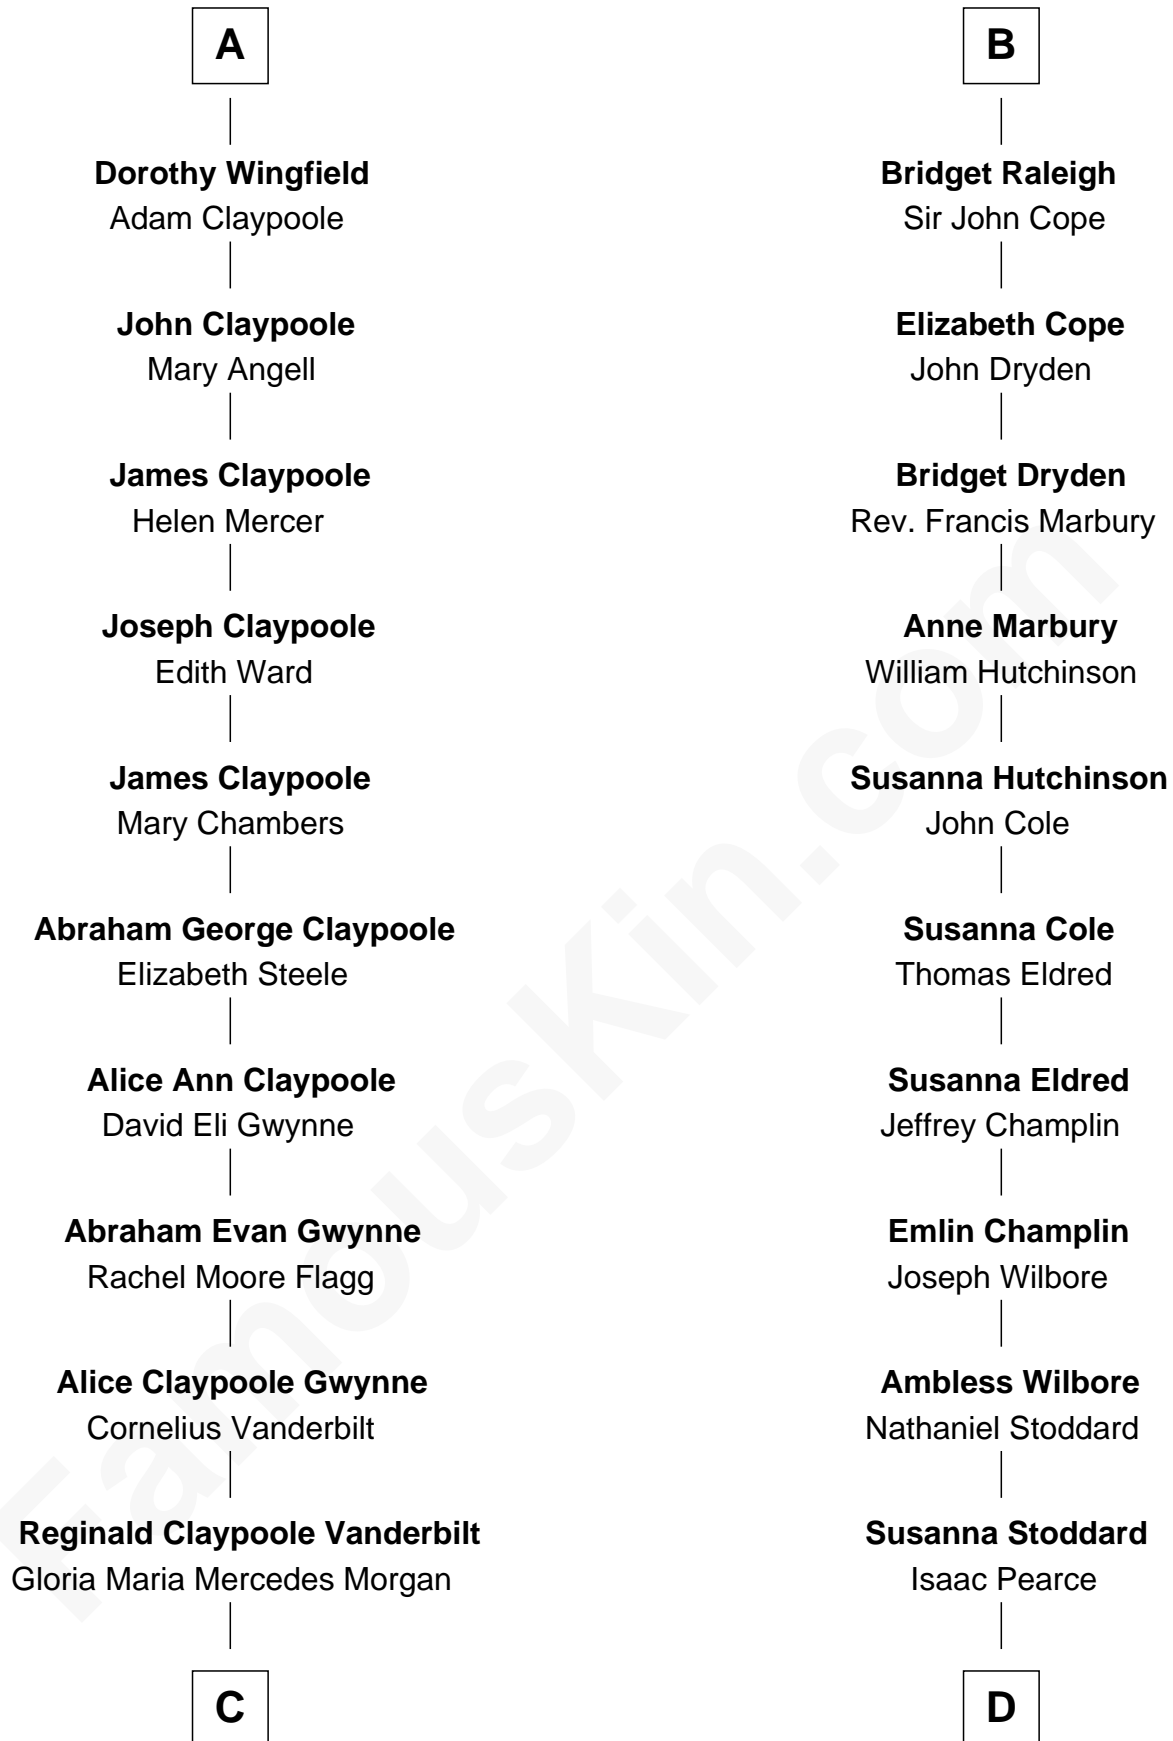 A
Dorothy Wingfield
Adam Claypoole
John Claypoole
Mary Angell
James Claypoole
Helen Mercer
Joseph Claypoole
Edith Ward
James Claypoole
Mary Chambers
Abraham George Claypoole
Elizabeth Steele
Alice Ann Claypoole
David Eli Gwynne
Abraham Evan Gwynne
Rachel Moore Flagg
Alice Claypoole Gwynne
Cornelius Vanderbilt
Reginald Claypoole Vanderbilt
Gloria Maria Mercedes Morgan
C
B
Bridget Raleigh
Sir John Cope
Elizabeth Cope
John Dryden
Bridget Dryden
Rev. Francis Marbury
Anne Marbury
William Hutchinson
Susanna Hutchinson
John Cole
Susanna Cole
Thomas Eldred
Susanna Eldred
Jeffrey Champlin
Emlin Champlin
Joseph Wilbore
Ambless Wilbore
Nathaniel Stoddard
Susanna Stoddard
Isaac Pearce
D
FamousKin.com